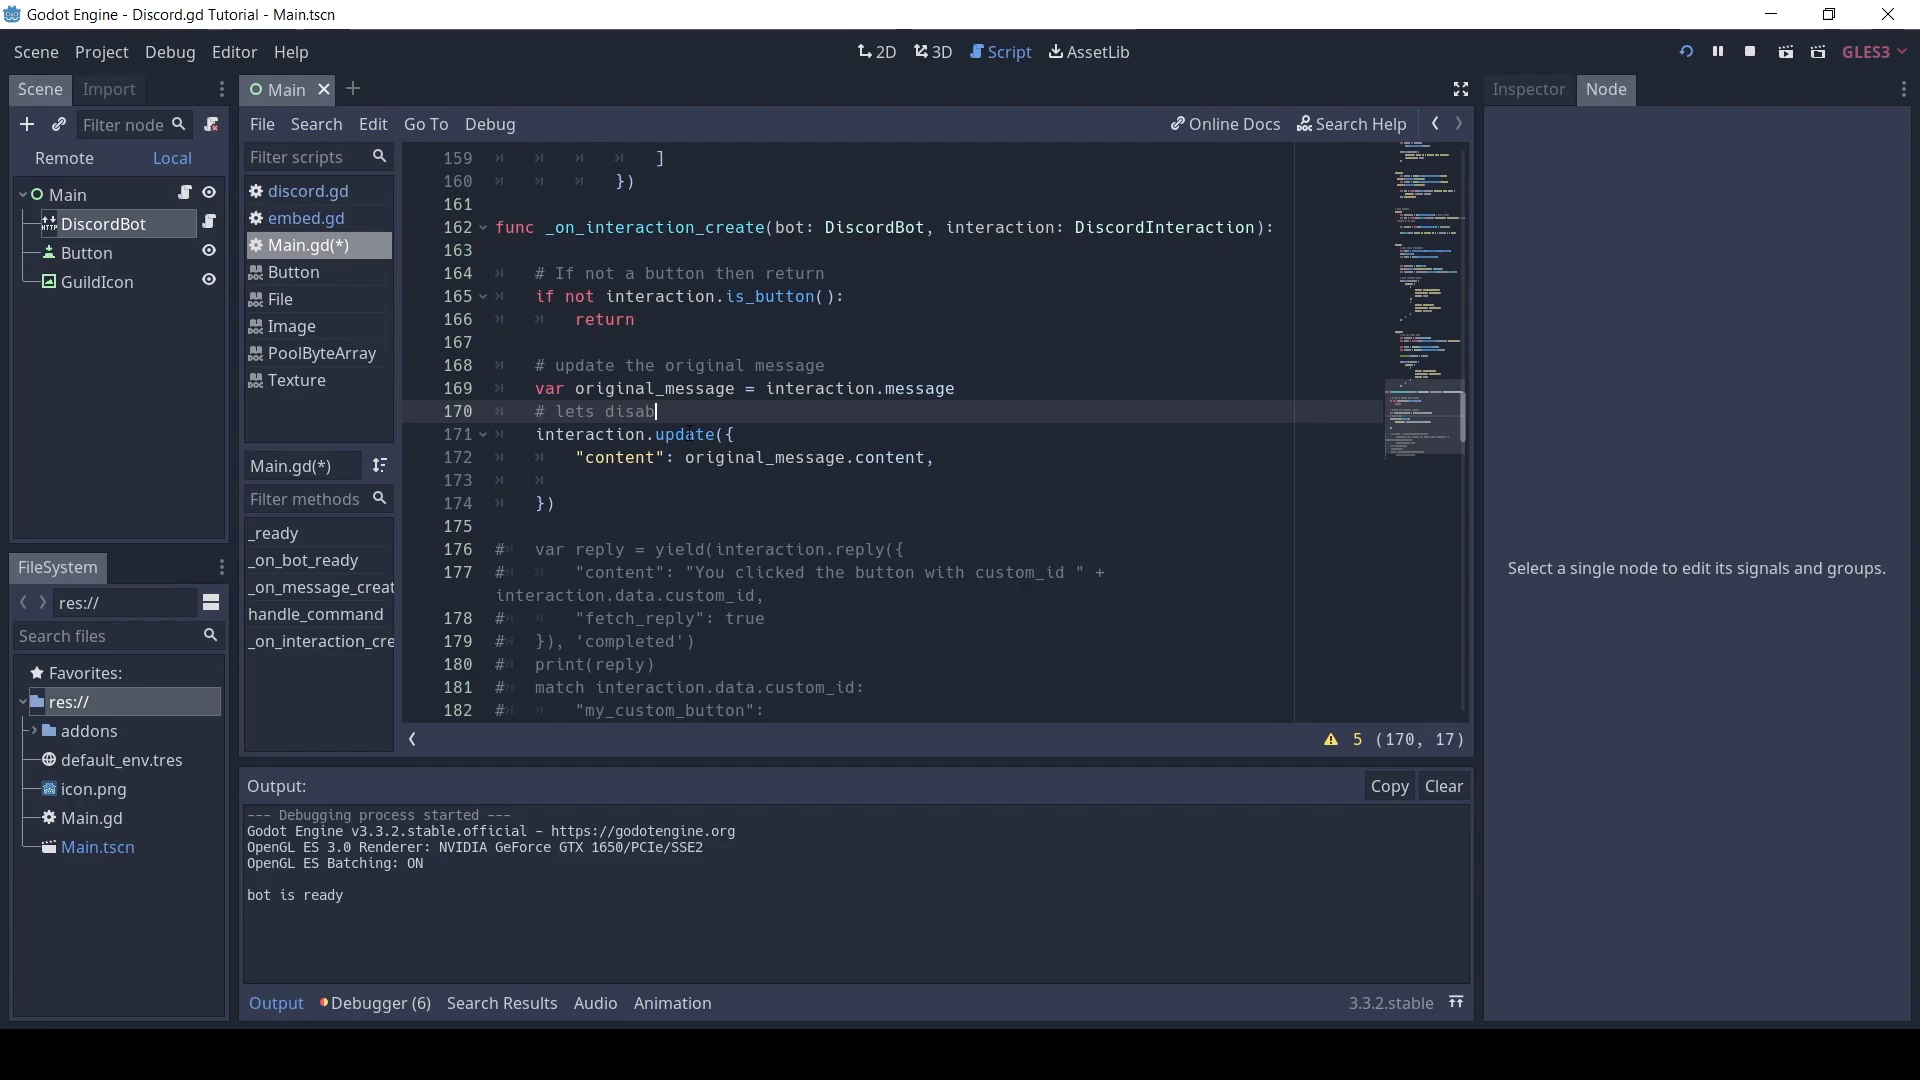 Godot Engine - Discord.gd Tutorial - Main.tscn
Scene Project Debug Editor Help
2D 3D Script AssetLib
GLES3
Scene Import
Filter node
Remote Local
Main
DiscordBot
Button
GuildIcon
FileSystem
res://
Search files
Favorites:
res://
addons
default_env.tres
icon.png
Main.gd
Main.tscn
Main
File Search Edit Go To Debug
Online Docs Search Help
Filter scripts
discord.gd
embed.gd
Main.gd(*)
Button
File
Image
PoolByteArray
Texture
Main.gd(*)
Filter methods
_ready
_on_bot_ready
_on_message_creat
handle_command
_on_interaction_cre
159 ]
160 })
161
162 func _on_interaction_create(bot: DiscordBot, interaction: DiscordInteraction):
163
164 # If not a button then return
165 if not interaction.is_button():
166 return
167
168 # update the original message
169 var original_message = interaction.message
170 # lets disab
171 interaction.update({
172 "content": original_message.content,
173
174 })
175
176 # var reply = yield(interaction.reply({
177 # "content": "You clicked the button with custom_id " +
interaction.data.custom_id,
178 # "fetch_reply": true
179 # }), 'completed')
180 # print(reply)
181 # match interaction.data.custom_id:
182 # "my_custom_button":
5 (170, 17)
Output:
Copy Clear
--- Debugging process started ---
Godot Engine v3.3.2.stable.official - https://godotengine.org
OpenGL ES 3.0 Renderer: NVIDIA GeForce GTX 1650/PCIe/SSE2
OpenGL ES Batching: ON
bot is ready
Output Debugger (6) Search Results Audio Animation
3.3.2.stable
Inspector Node
Select a single node to edit its signals and groups.